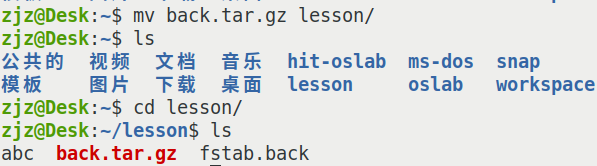 zjz@Desk:~$ mv back.tar.gz lesson/
zjz@Desk:~$ ls
公共的 视频 文档 音乐 hit-oslab ms-dos snap
模板 图片 下载 桌面 lesson oslab workspace
zjz@Desk:~$ cd lesson/
zjz@Desk:~/lesson$ ls
abc back.tar.gz fstab.back